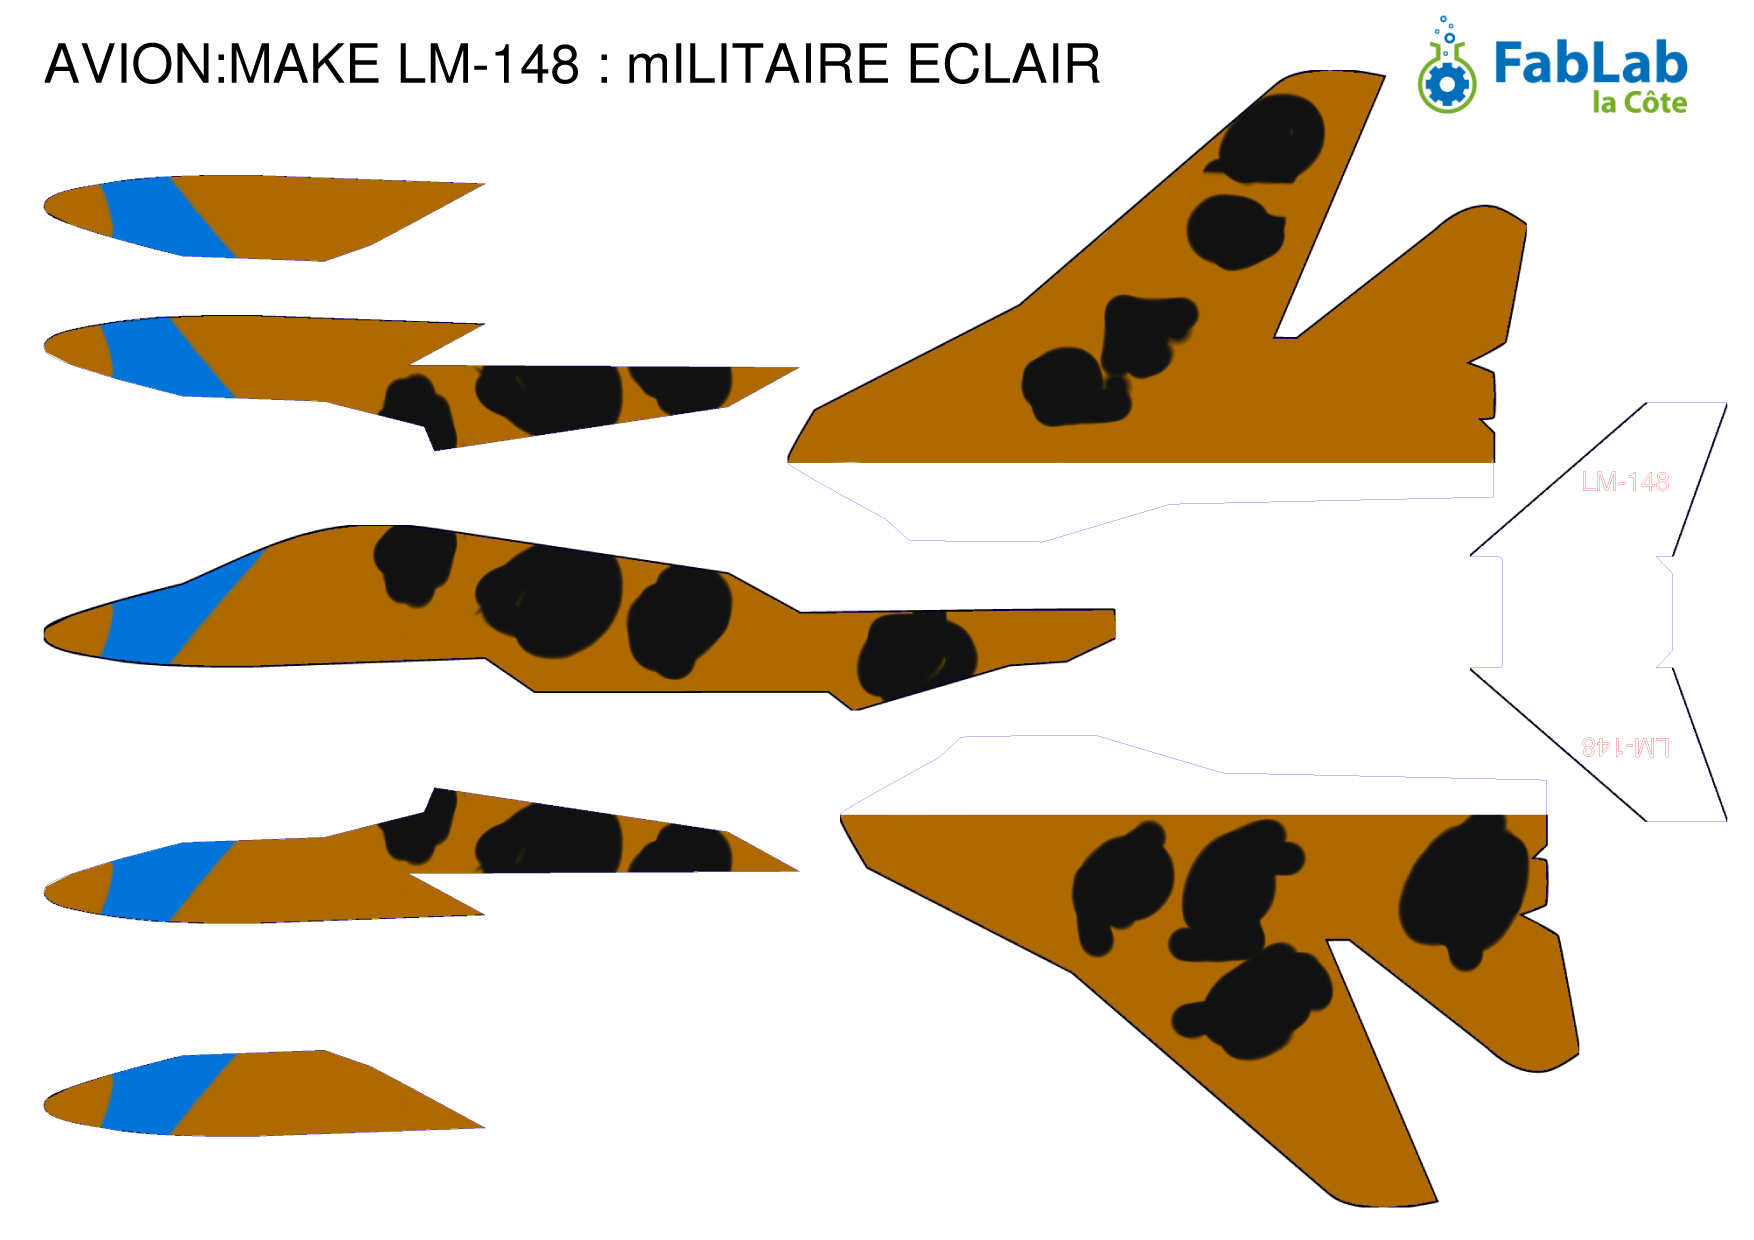 AVION:MAKE LM-148 : mILITAIRE ECLAIR
FabLab
la Côte
LM-148
LM-148